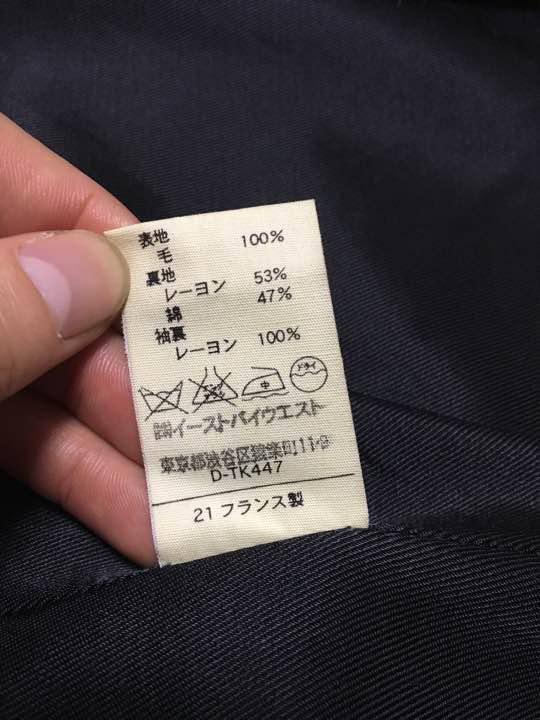 表地
毛 100%
裏地
レーヨン 53%
綿 47%
袖裏
レーヨン 100%
中 ドライ
㈱イーストバイウエスト
東京都渋谷区猿楽町11-9
D-TK447
21 フランス製